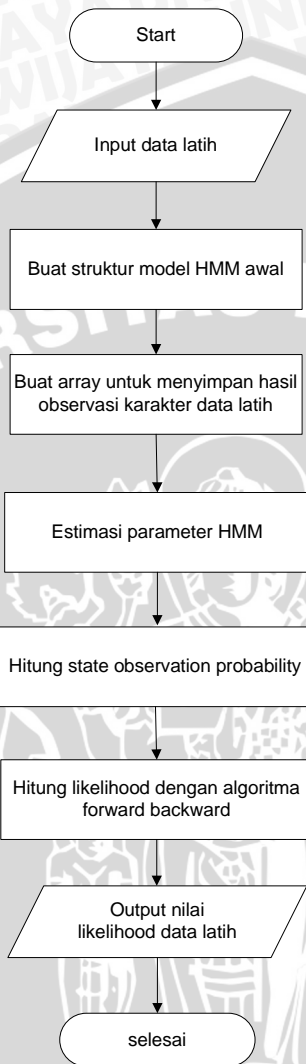 Start
Input data latih
Buat struktur model HMM awal
Buat array untuk menyimpan hasil
observasi karakter data latih
Estimasi parameter HMM
Hitung state observation probability
Hitung likelihood dengan algoritma
forward backward
Output nilai
likelihood data latih
selesai